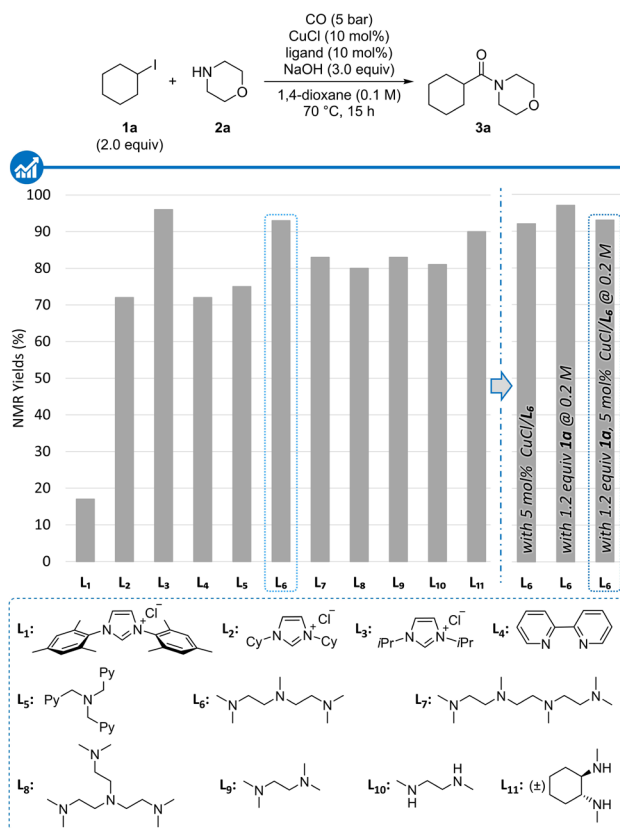 CO (5 bar)
CuCl (10 mol%)
ligand (10 mol%)
NaOH (3.0 equiv)
1,4-dioxane (0.1 M)
70 °C, 15 h
I
+
HN
O
O
N
O
1a
(2.0 equiv)
2a
3a
NMR Yields (%)
100
90
80
70
60
50
40
30
20
10
0
with 5 mol% CuCl/L6
with 1.2 equiv 1a @ 0.2 M
with 1.2 equiv 1a, 5 mol% CuCl/L6 @ 0.2 M
L1 L2 L3 L4 L5 L6 L7 L8 L9 L10 L11 L6 L6 L6
L1: N N + Cl−
L2: Cy N N + Cy Cl−
L3: iPr N N + iPr Cl−
L4: N N
L5: Py N Py Py
L6: N N N
L7: N N N N
L8: N N N N
L9: N N
L10: N H H N
L11: (±) NH NH